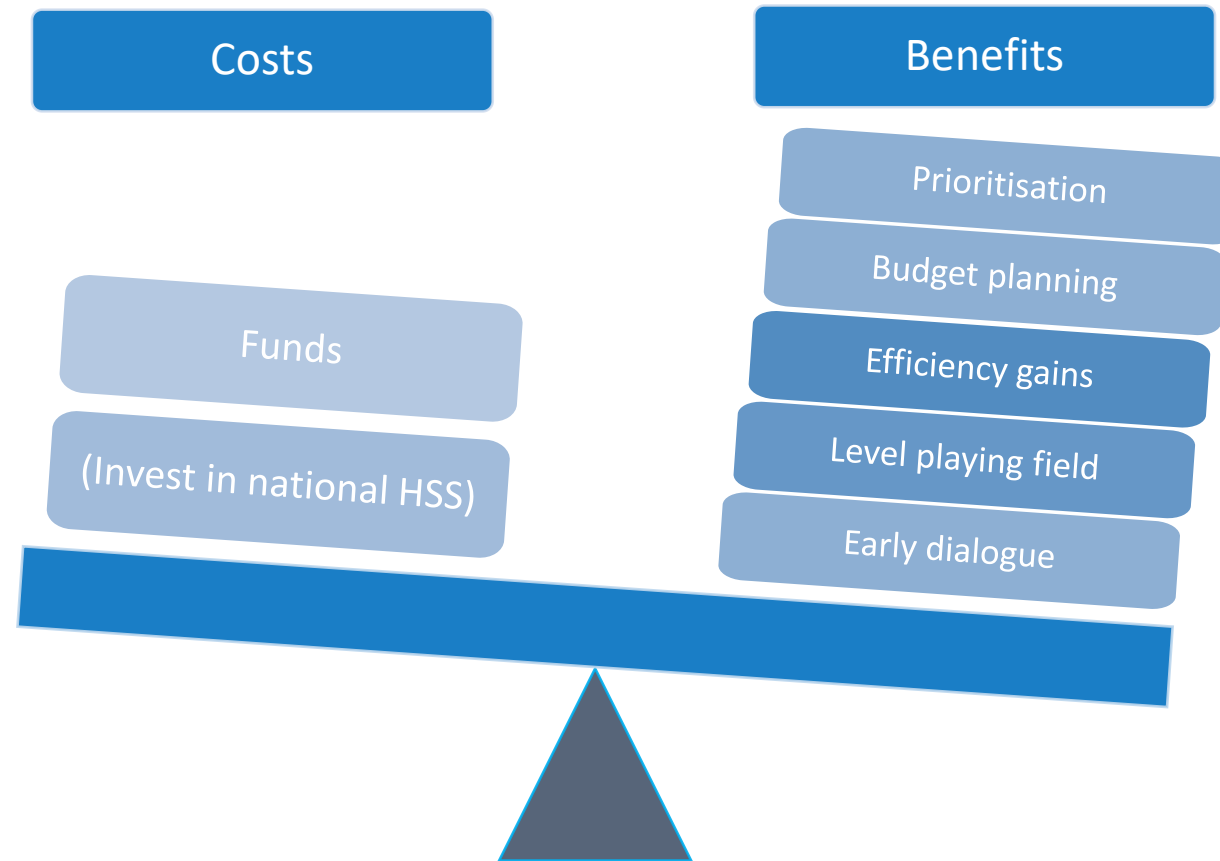 Costs
Benefits
Prioritisation
Budget planning
Funds
Efficiency gains
(Invest in national HSS)
Level playing field
Early dialogue